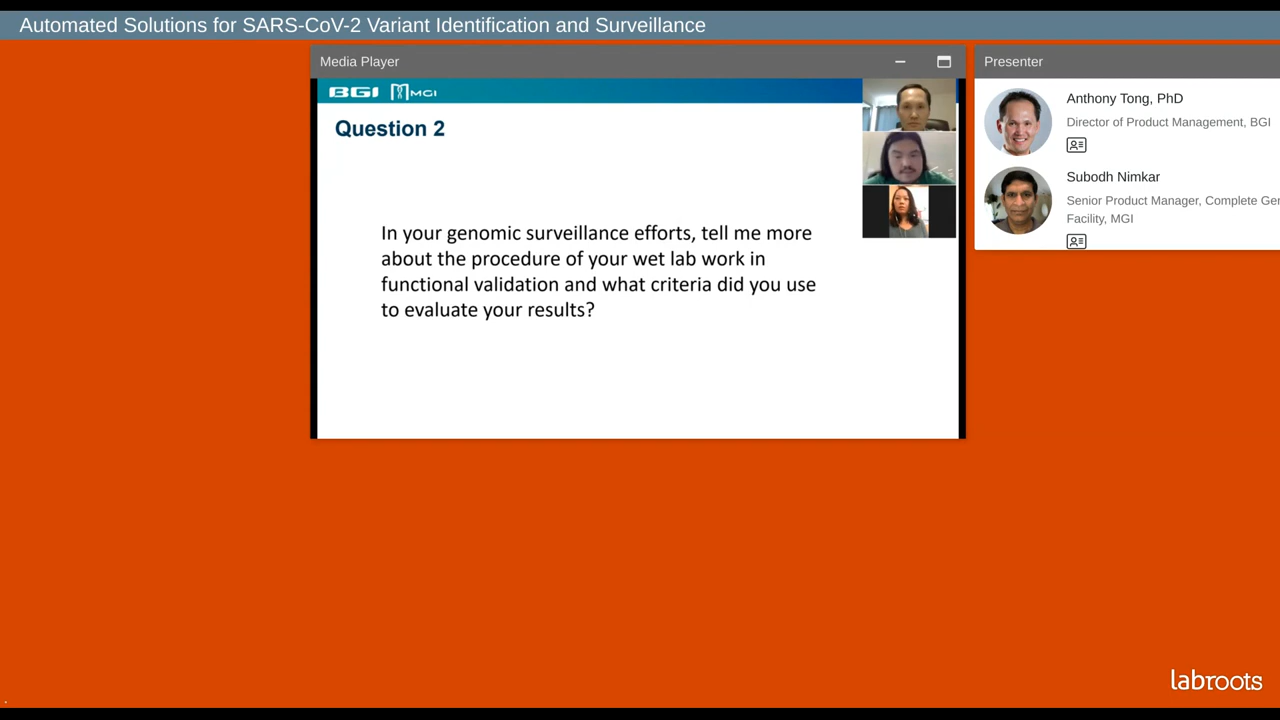 Automated Solutions for SARS-CoV-2 Variant Identification and Surveillance
Media Player
BGI MGI
Question 2
In your genomic surveillance efforts, tell me more
about the procedure of your wet lab work in
functional validation and what criteria did you use
to evaluate your results?
Presenter
Anthony Tong, PhD
Director of Product Management, BGI
Subodh Nimkar
Senior Product Manager, Complete Ger
Facility, MGI
labroots